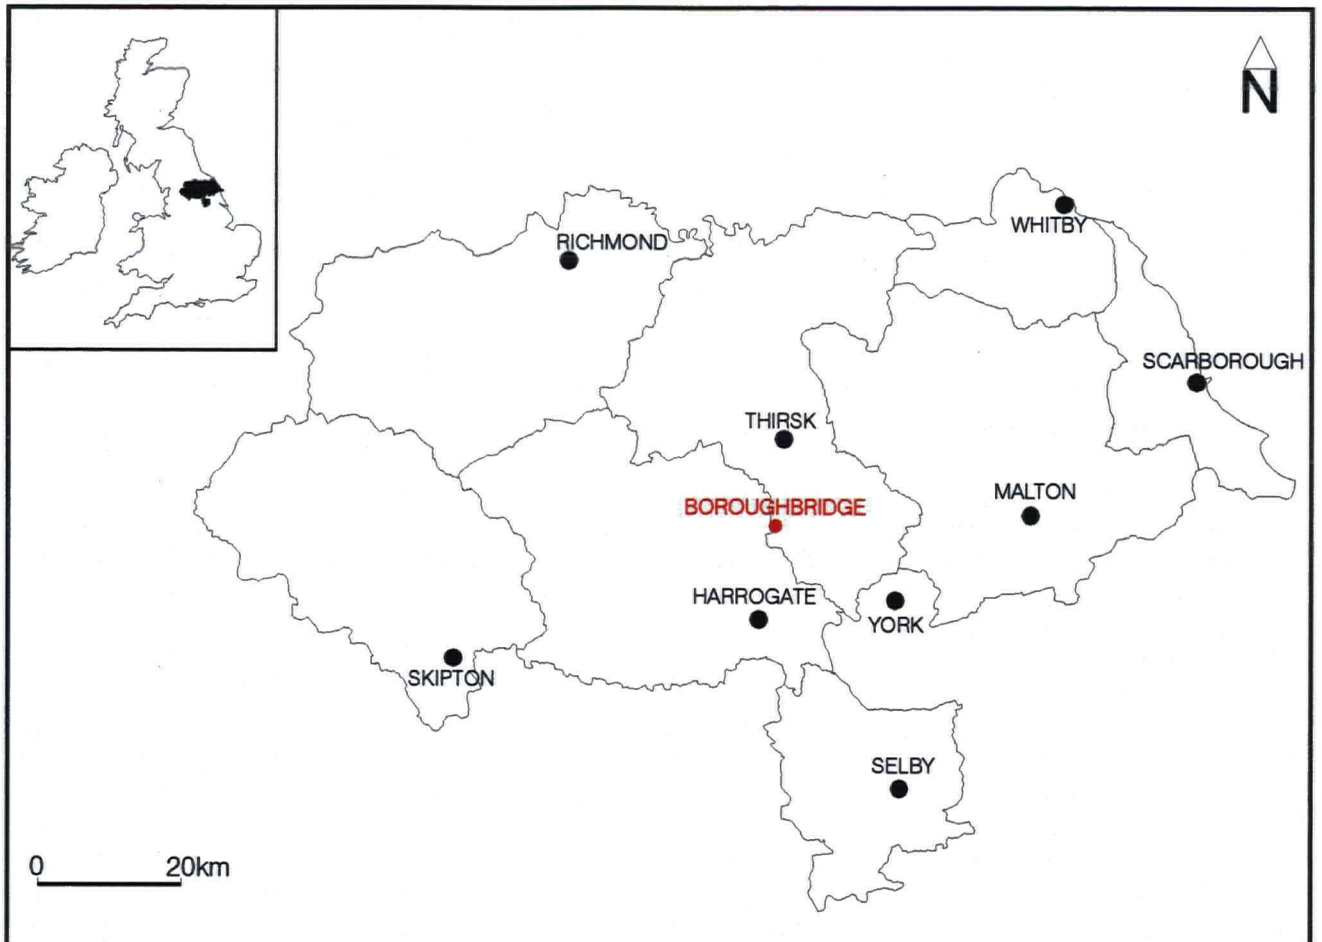 N
WHITBY
RICHMOND
SCARBOROUGH
THIRSK
MALTON
BOROUGHBRIDGE
HARROGATE
YORK
SKIPTON
SELBY
0 20km